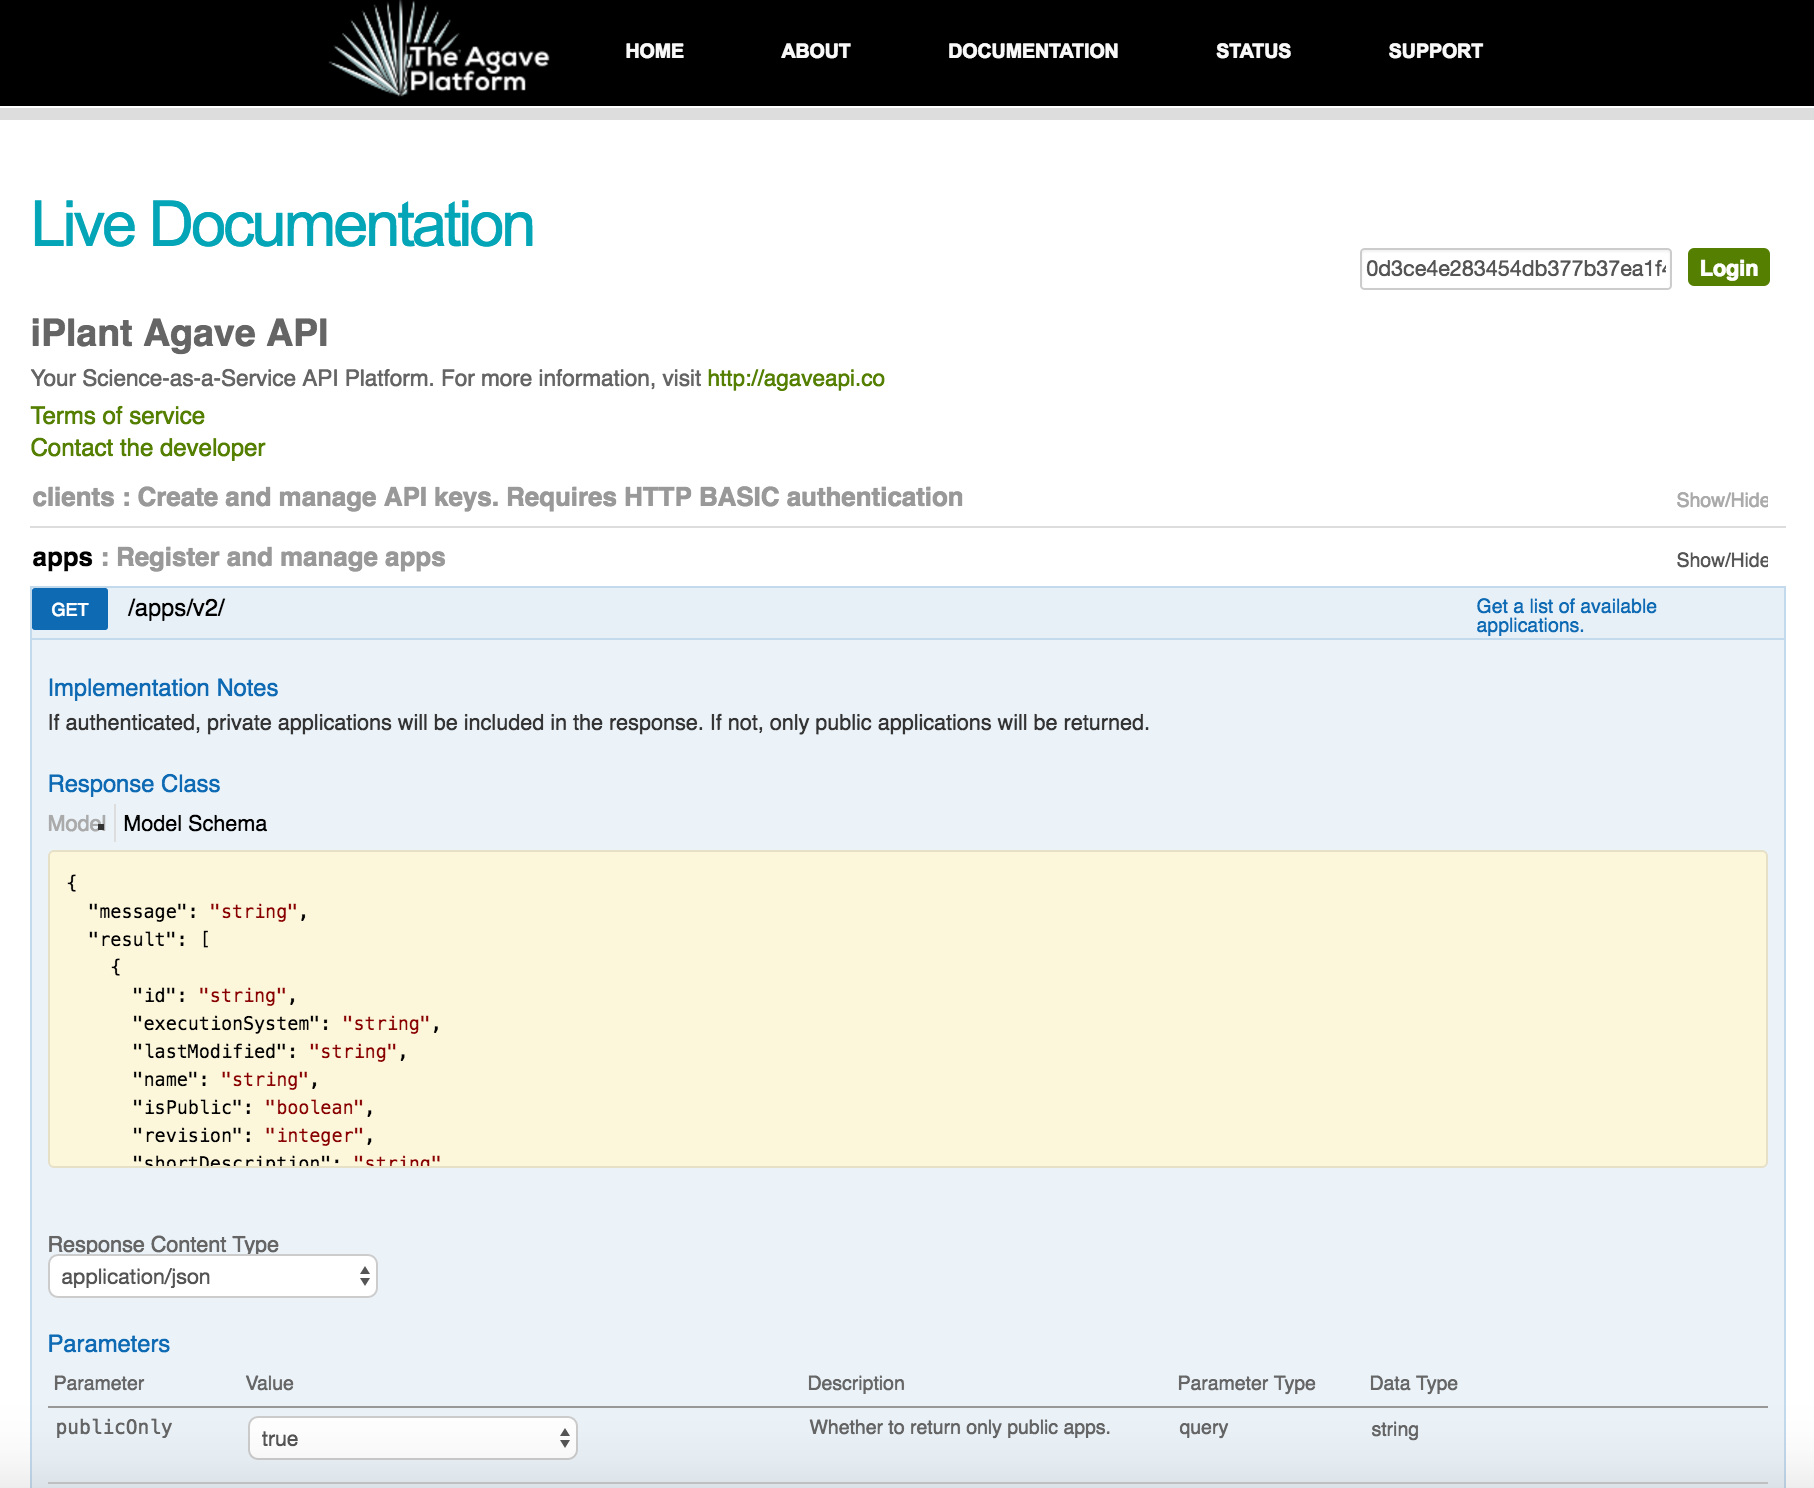 The Agave
Platform
HOME ABOUT DOCUMENTATION STATUS SUPPORT
Live Documentation
0d3ce4e283454db377b37ea1f4 Login
iPlant Agave API
Your Science-as-a-Service API Platform. For more information, visit http://agaveapi.co
Terms of service
Contact the developer
clients : Create and manage API keys. Requires HTTP BASIC authentication Show/Hide
apps : Register and manage apps Show/Hide
GET /apps/v2/ Get a list of available
applications.
Implementation Notes
If authenticated, private applications will be included in the response. If not, only public applications will be returned.
Response Class
Model Model Schema
{
"message": "string",
"result": [
{
"id": "string",
"executionSystem": "string",
"lastModified": "string",
"name": "string",
"isPublic": "boolean",
"revision": "integer",
"shortDescription": "string"
Response Content Type
application/json
Parameters
Parameter Value Description Parameter Type Data Type
publicOnly true Whether to return only public apps. query string